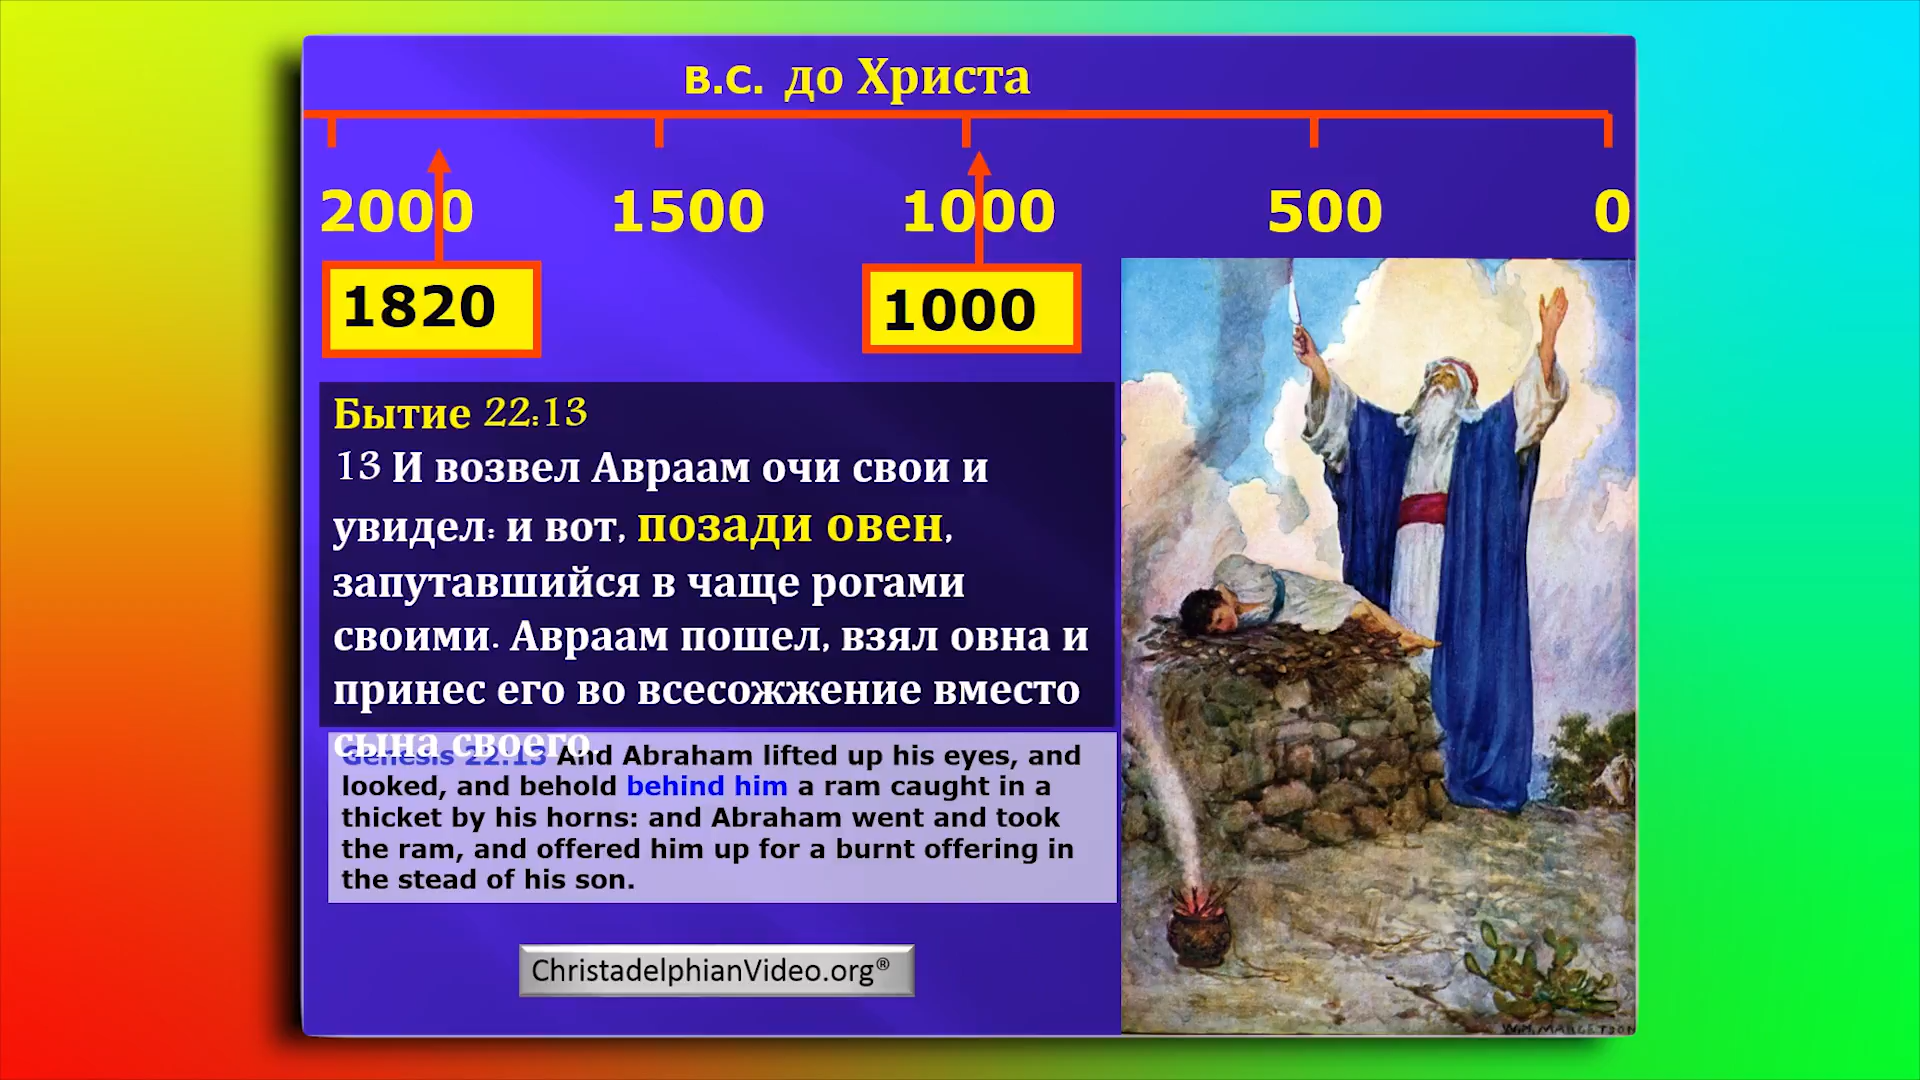 B.C. до Христа
2000 1500 1000 500 0
1820 1000
Бытие 22:13
13 И возвел Авраам очи свои и
увидел: и вот, позади овен,
запутавшийся в чаще рогами
своими. Авраам пошел, взял овна и
принес его во всесожжение вместо
сына своего.
Genesis 22:13 And Abraham lifted up his eyes, and
looked, and behold behind him a ram caught in a
thicket by his horns: and Abraham went and took
the ram, and offered him up for a burnt offering in
the stead of his son.
ChristadelphianVideo.org®
W.H. MARGETSON